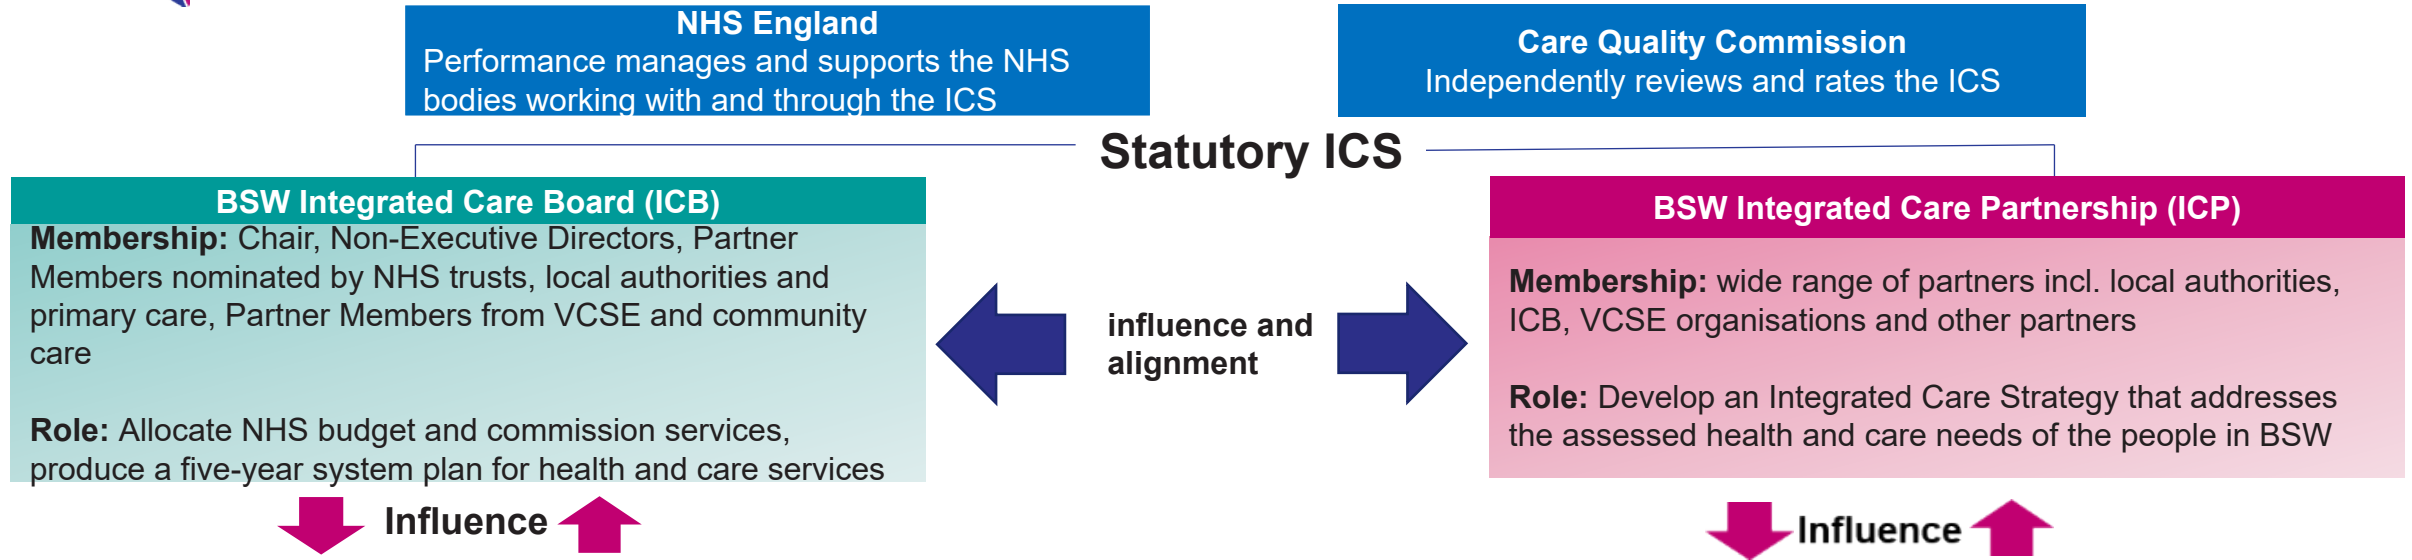 NHS England
Performance manages and supports the NHS
bodies working with and through the ICS
Care Quality Commission
Independently reviews and rates the ICS
Statutory ICS
BSW Integrated Care Board (ICB)
Membership: Chair, Non-Executive Directors, Partner
Members nominated by NHS trusts, local authorities and
primary care, Partner Members from VCSE and community
care
Role: Allocate NHS budget and commission services,
produce a five-year system plan for health and care services
influence and
alignment
BSW Integrated Care Partnership (ICP)
Membership: wide range of partners incl. local authorities,
ICB, VCSE organisations and other partners
Role: Develop an Integrated Care Strategy that addresses
the assessed health and care needs of the people in BSW
Influence
Influence